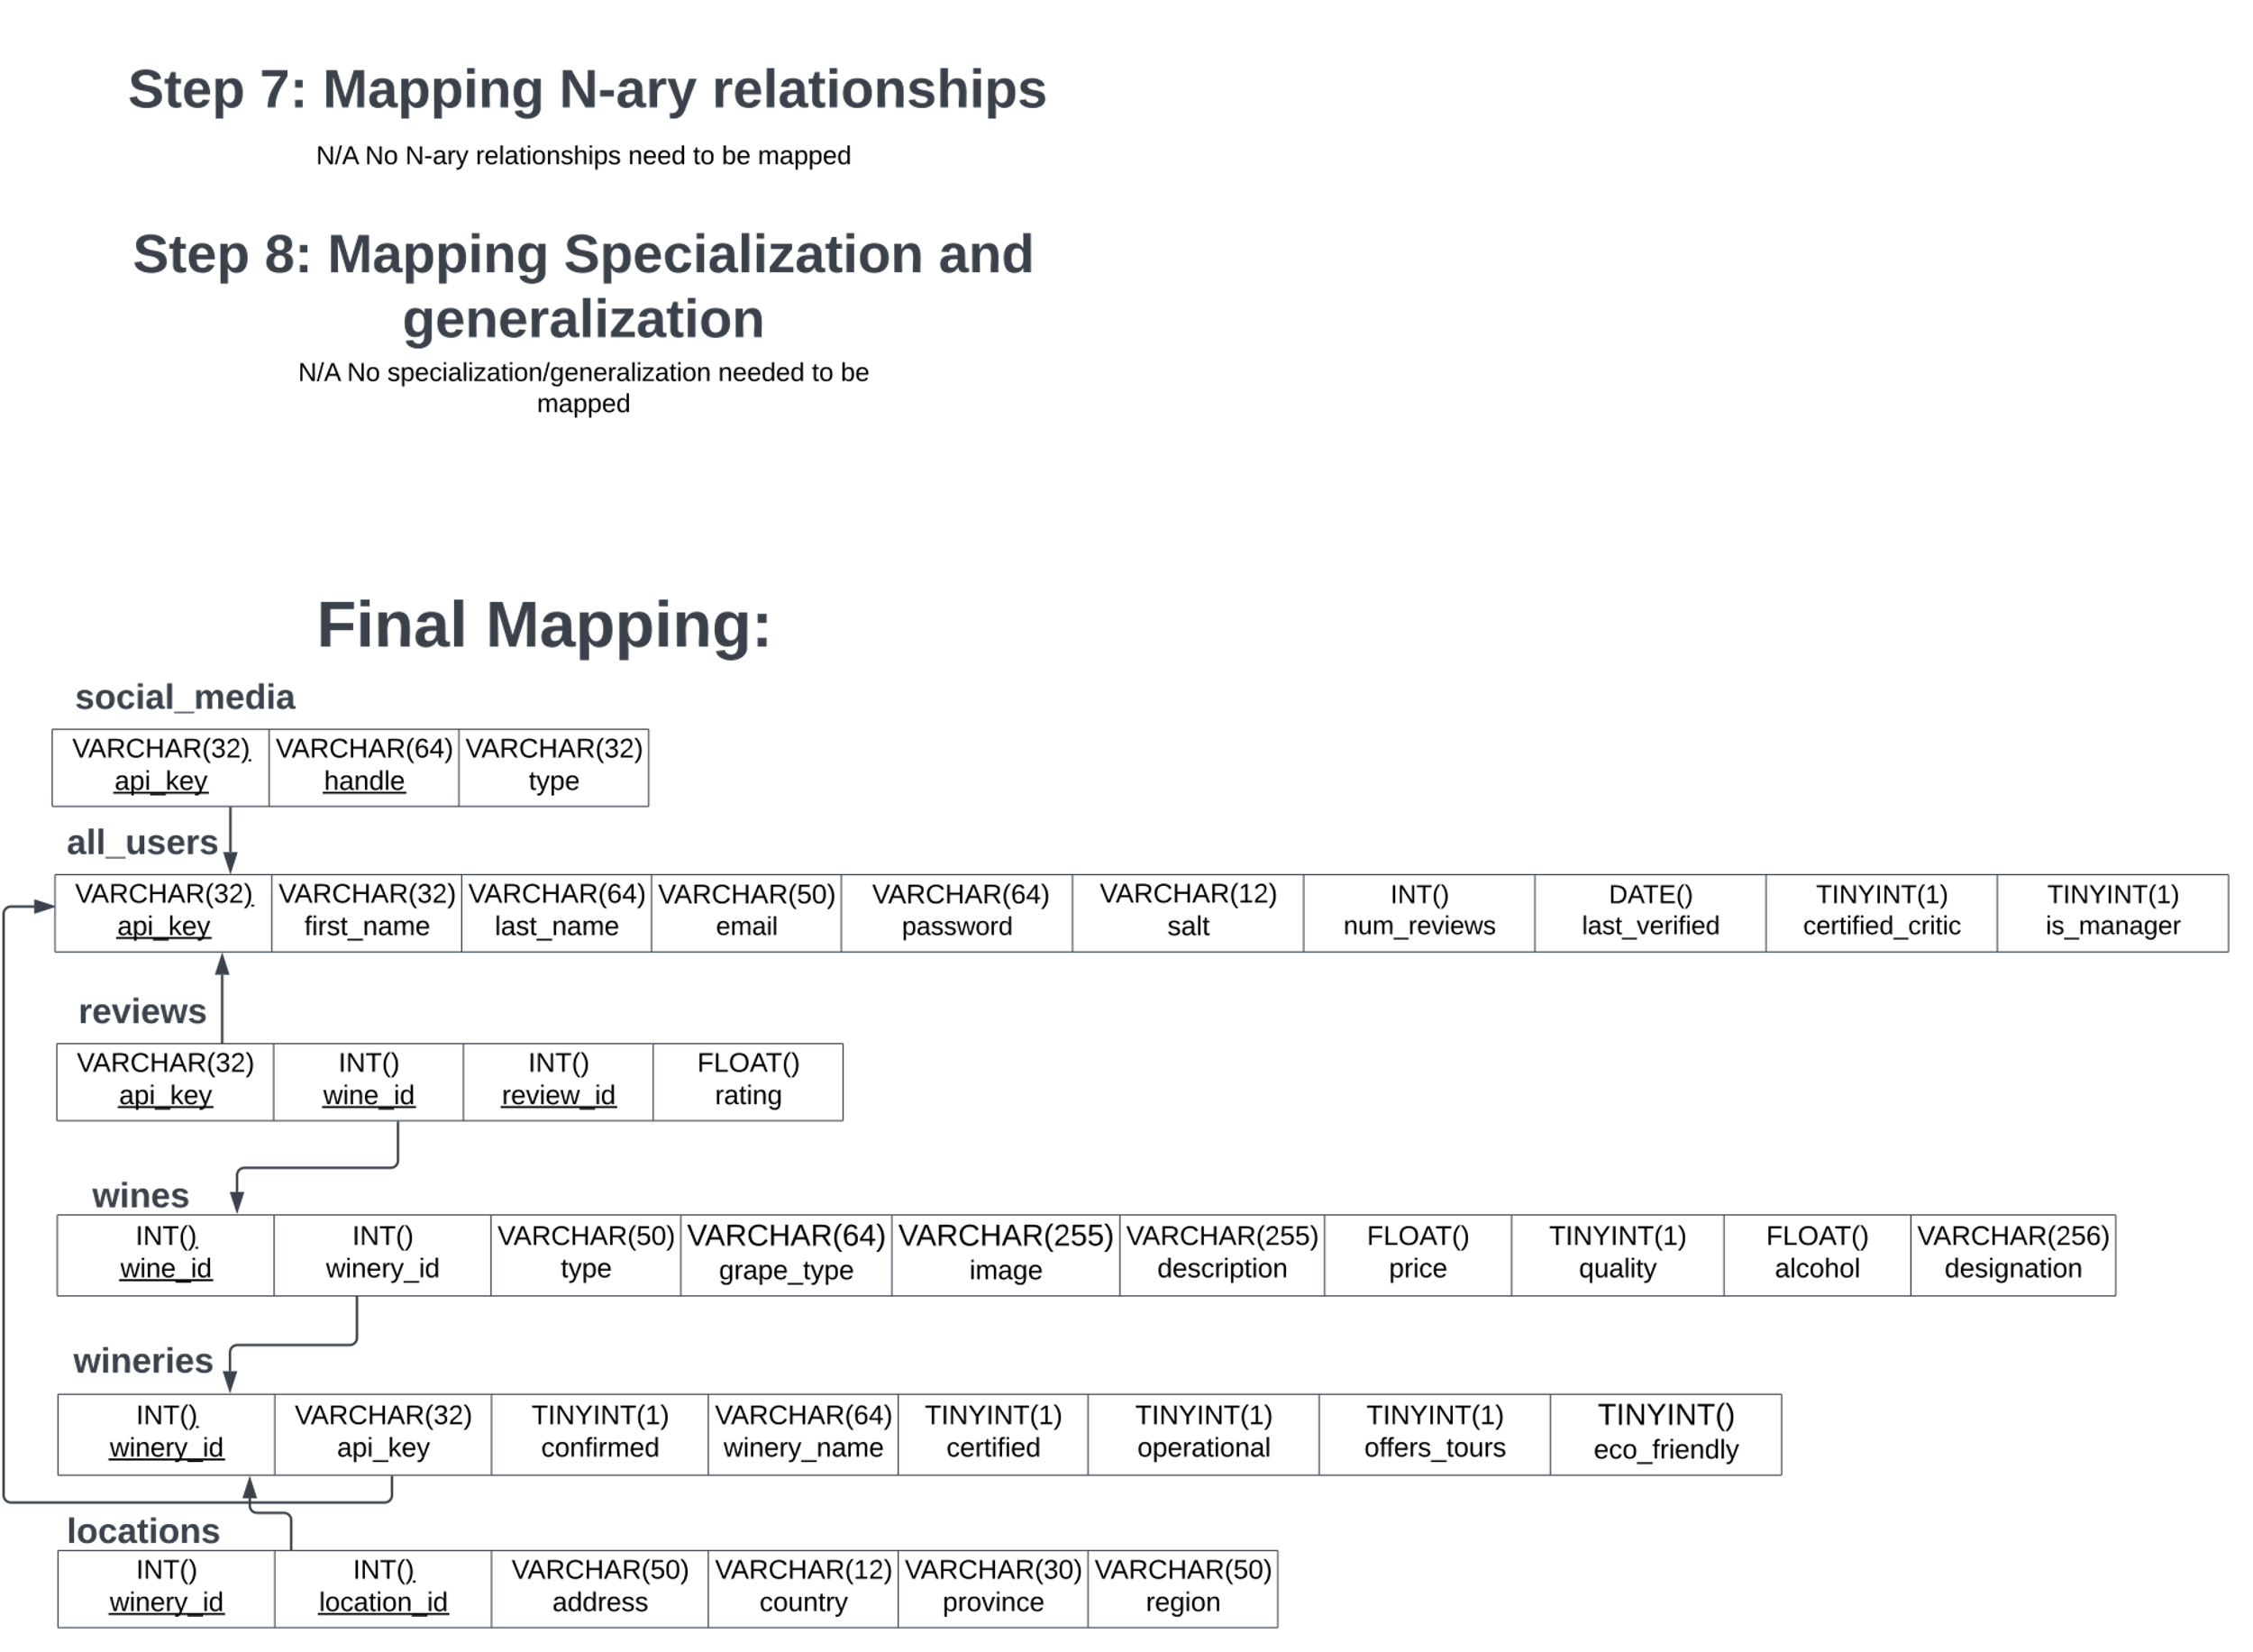 Step 7: Mapping N-ary relationships
N/A No N-ary relationships need to be mapped
Step 8: Mapping Specialization and
generalization
N/A No specialization/generalization needed to be
mapped
Final Mapping:
social_media
VARCHAR(32) VARCHAR(64) VARCHAR(32)
api_key handle type
all_users
VARCHAR(32) VARCHAR(32) VARCHAR(64) VARCHAR(50) VARCHAR(64) VARCHAR(12) INT() DATE() TINYINT(1) TINYINT(1)
api_key first_name last_name email password salt num_reviews last_verified certified_critic is_manager
reviews
VARCHAR(32) INT() INT() FLOAT()
api_key wine_id review_id rating
wines
INT() INT() VARCHAR(50) VARCHAR(64) VARCHAR(255) VARCHAR(255) FLOAT() TINYINT(1) FLOAT() VARCHAR(256)
wine_id winery_id type grape_type image description price quality alcohol designation
wineries
INT() VARCHAR(32) TINYINT(1) VARCHAR(64) TINYINT(1) TINYINT(1) TINYINT(1) TINYINT()
winery_id api_key confirmed winery_name certified operational offers_tours eco_friendly
locations
INT() INT() VARCHAR(50) VARCHAR(12) VARCHAR(30) VARCHAR(50)
winery_id location_id address country province region